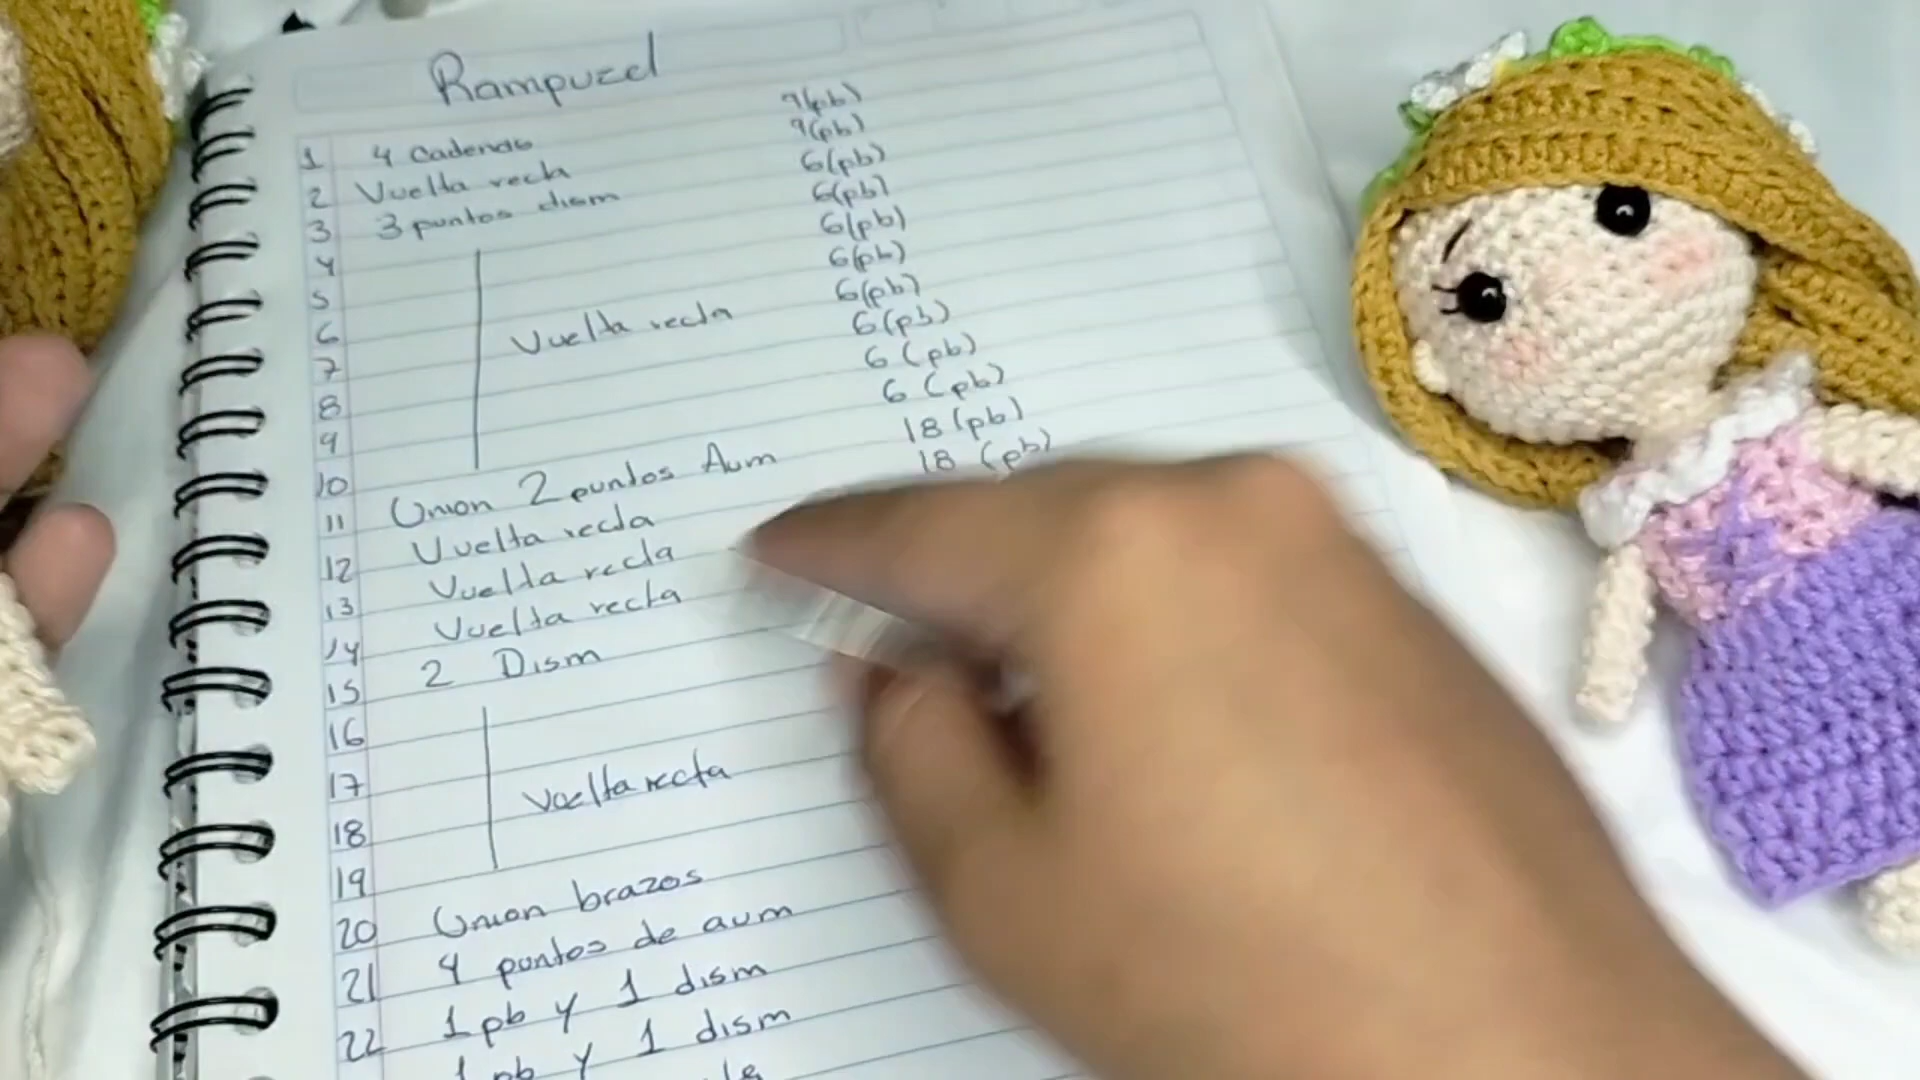 Rampuzel
1 4 cadenas 9(pb)
2 Vuelta recta 9(pb)
3 3 puntos dism 6(pb)
4 6(pb)
5 6(pb)
6 6(pb)
7 Vuelta recta 6(pb)
8 6(pb)
9 6(pb)
10 6(pb)
11 Union 2 puntos Aum 18(pb)
12 Vuelta recta 18(pb)
13 Vuelta recta
14 Vuelta recta
15 2 Dism
16
17
18 Vuelta recta
19
20 Union brazos
21 4 puntos de aum
22 1 pb y 1 dism
1 pb y 1 dism